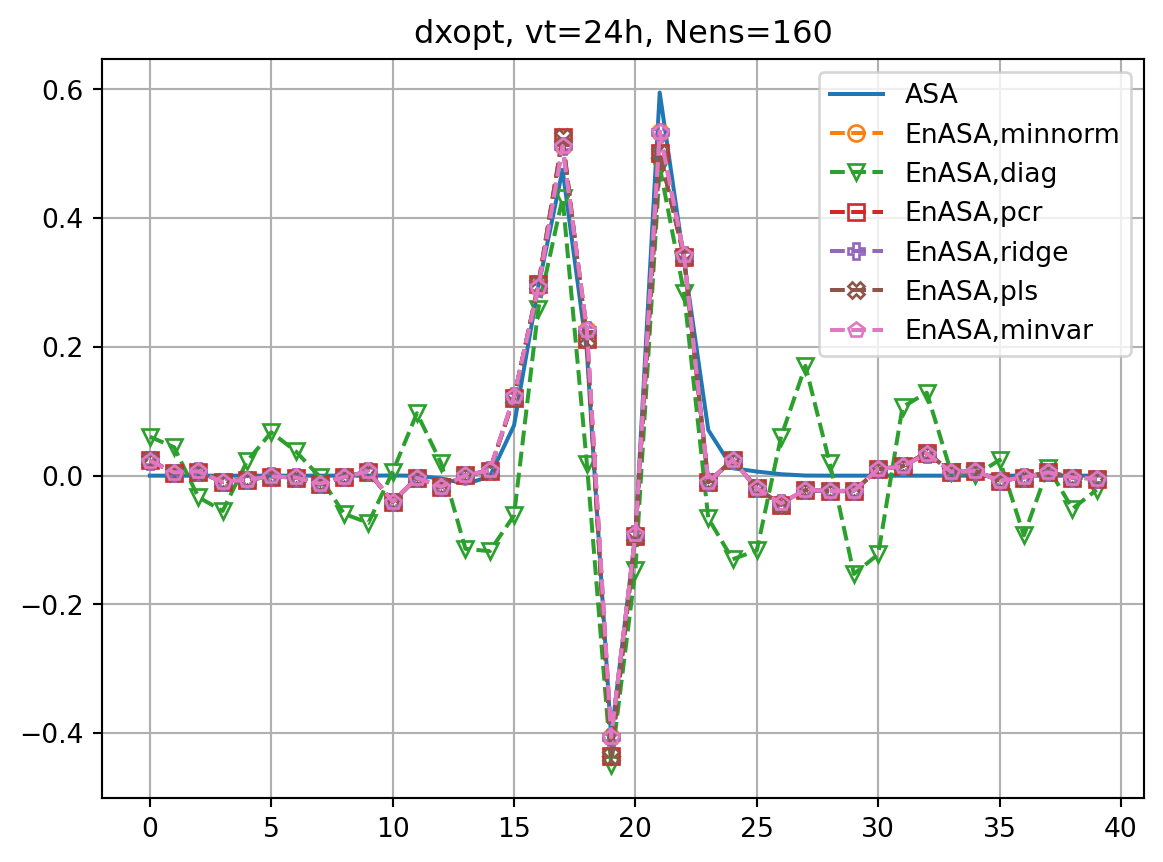 dxopt, vt=24h, Nens=160
ASA
EnASA,minnorm
EnASA,diag
EnASA,pcr
EnASA,ridge
EnASA,pls
EnASA,minvar
0.6
0.4
0.2
0.0
−0.2
−0.4
0 5 10 15 20 25 30 35 40